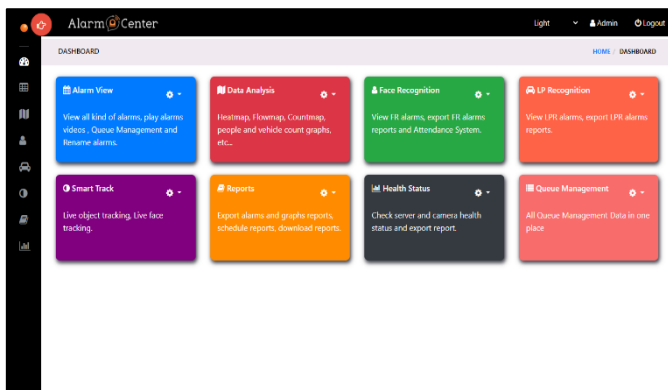 Alarm Center
Light
Admin
Logout
DASHBOARD
HOME / DASHBOARD
Alarm View
View all kind of alarms, play alarms
videos , Queue Management and
Rename alarms.
Data Analysis
Heatmap, Flowmap, Countmap,
people and vehicle count graphs,
etc...
Face Recognition
View FR alarms, export FR alarms
reports and Attendance System.
LP Recognition
View LPR alarms, export LPR alarms
reports.
Smart Track
Live object tracking, Live face
tracking.
Reports
Export alarms and graphs reports,
schedule reports, download reports.
Health Status
Check server and camera health
status and export report.
Queue Management
All Queue Management Data in one
place